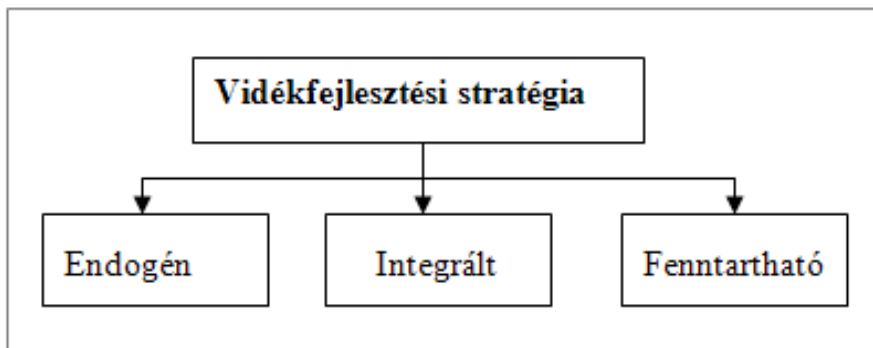 Vidékfejlesztési stratégia
Endogén
Integrált
Fenntartható